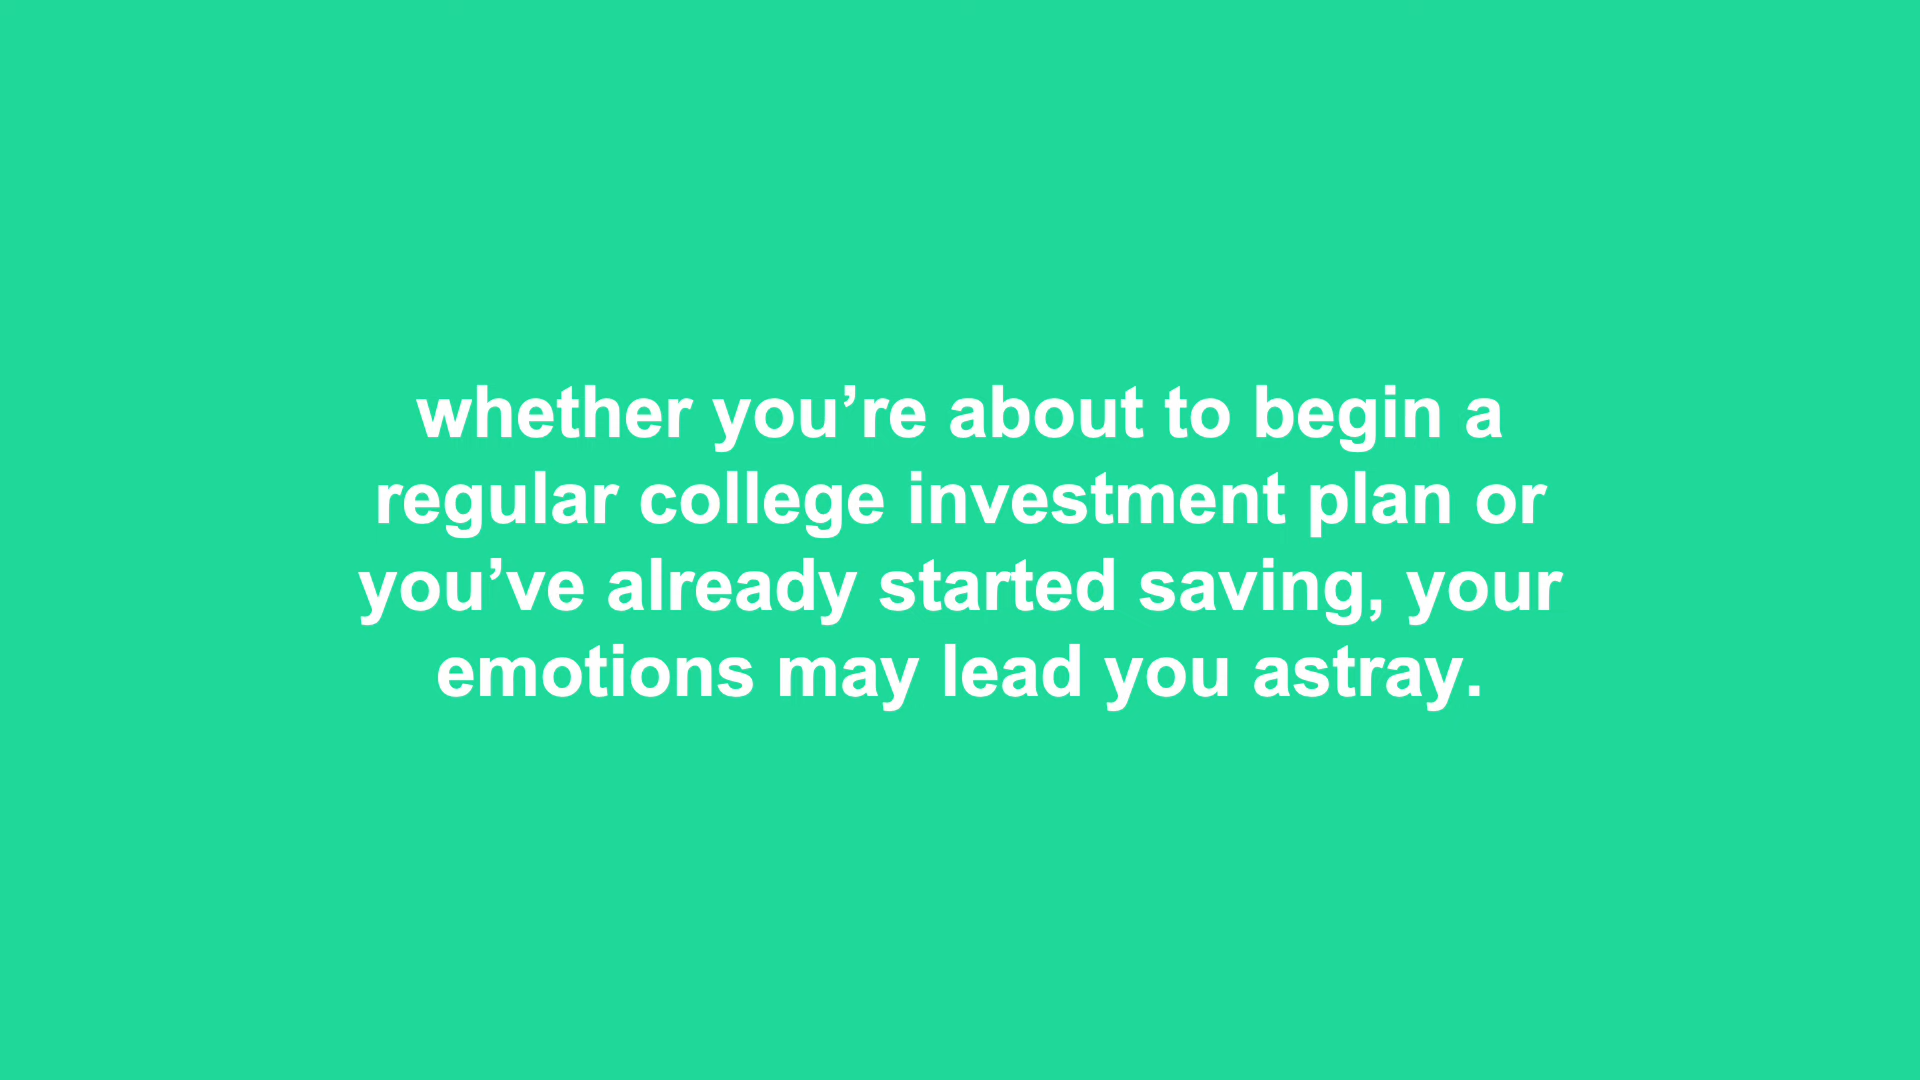 whether you’re about to begin a
regular college investment plan or
you’ve already started saving, your
emotions may lead you astray.